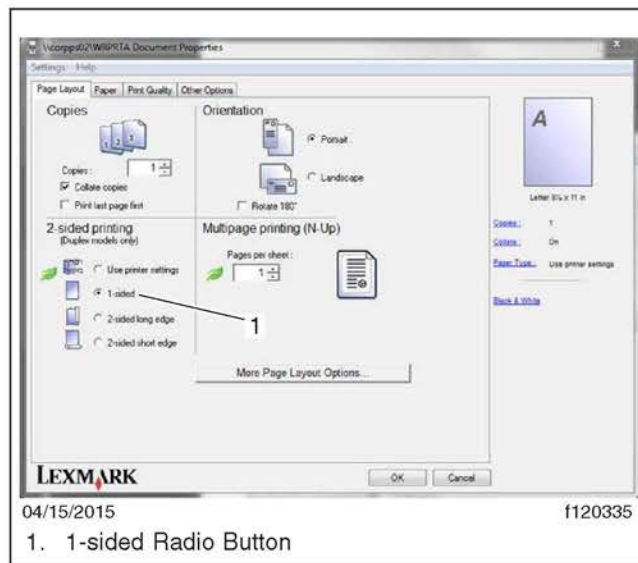 \\corpps02\WRPRTA Document Properties
Settings Help
Page Layout Paper Print Quality Other Options
Copies
1 2 3
Copies: 1
Collate copies
Print last page first
Orientation
Portrait
Landscape
Rotate 180°
2-sided printing
(Duplex models only)
Use printer settings
1-sided
2-sided long edge
2-sided short edge
1
Multipage printing (N-Up)
Pages per sheet:
1
More Page Layout Options...
A
Letter 8½ x 11 in
Copies: 1
Collate: On
Paper Type: Use printer settings
Black & White
LEXMARK
OK Cancel
04/15/2015 f120335
1. 1-sided Radio Button